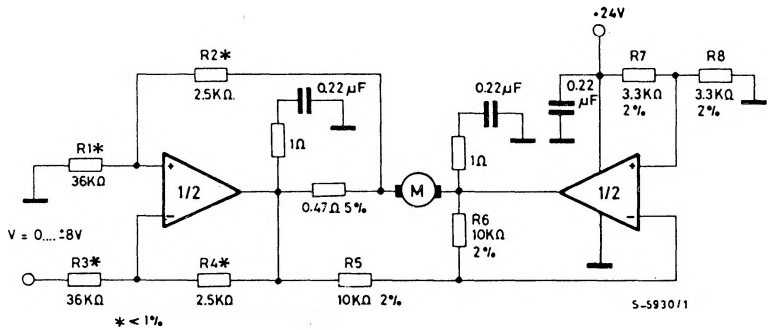 +24V
R2*
2.5KΩ
0.22μF
1Ω
R1*
36KΩ
+
1/2
−
0.47Ω 5%
M
0.22μF
1Ω
0.22
μF
R7
3.3KΩ
2%
R8
3.3KΩ
2%
+
1/2
−
R6
10KΩ
2%
V = 0....±8V
R3*
36KΩ
R4*
2.5KΩ
R5
10KΩ 2%
* < 1%
S-5930/1